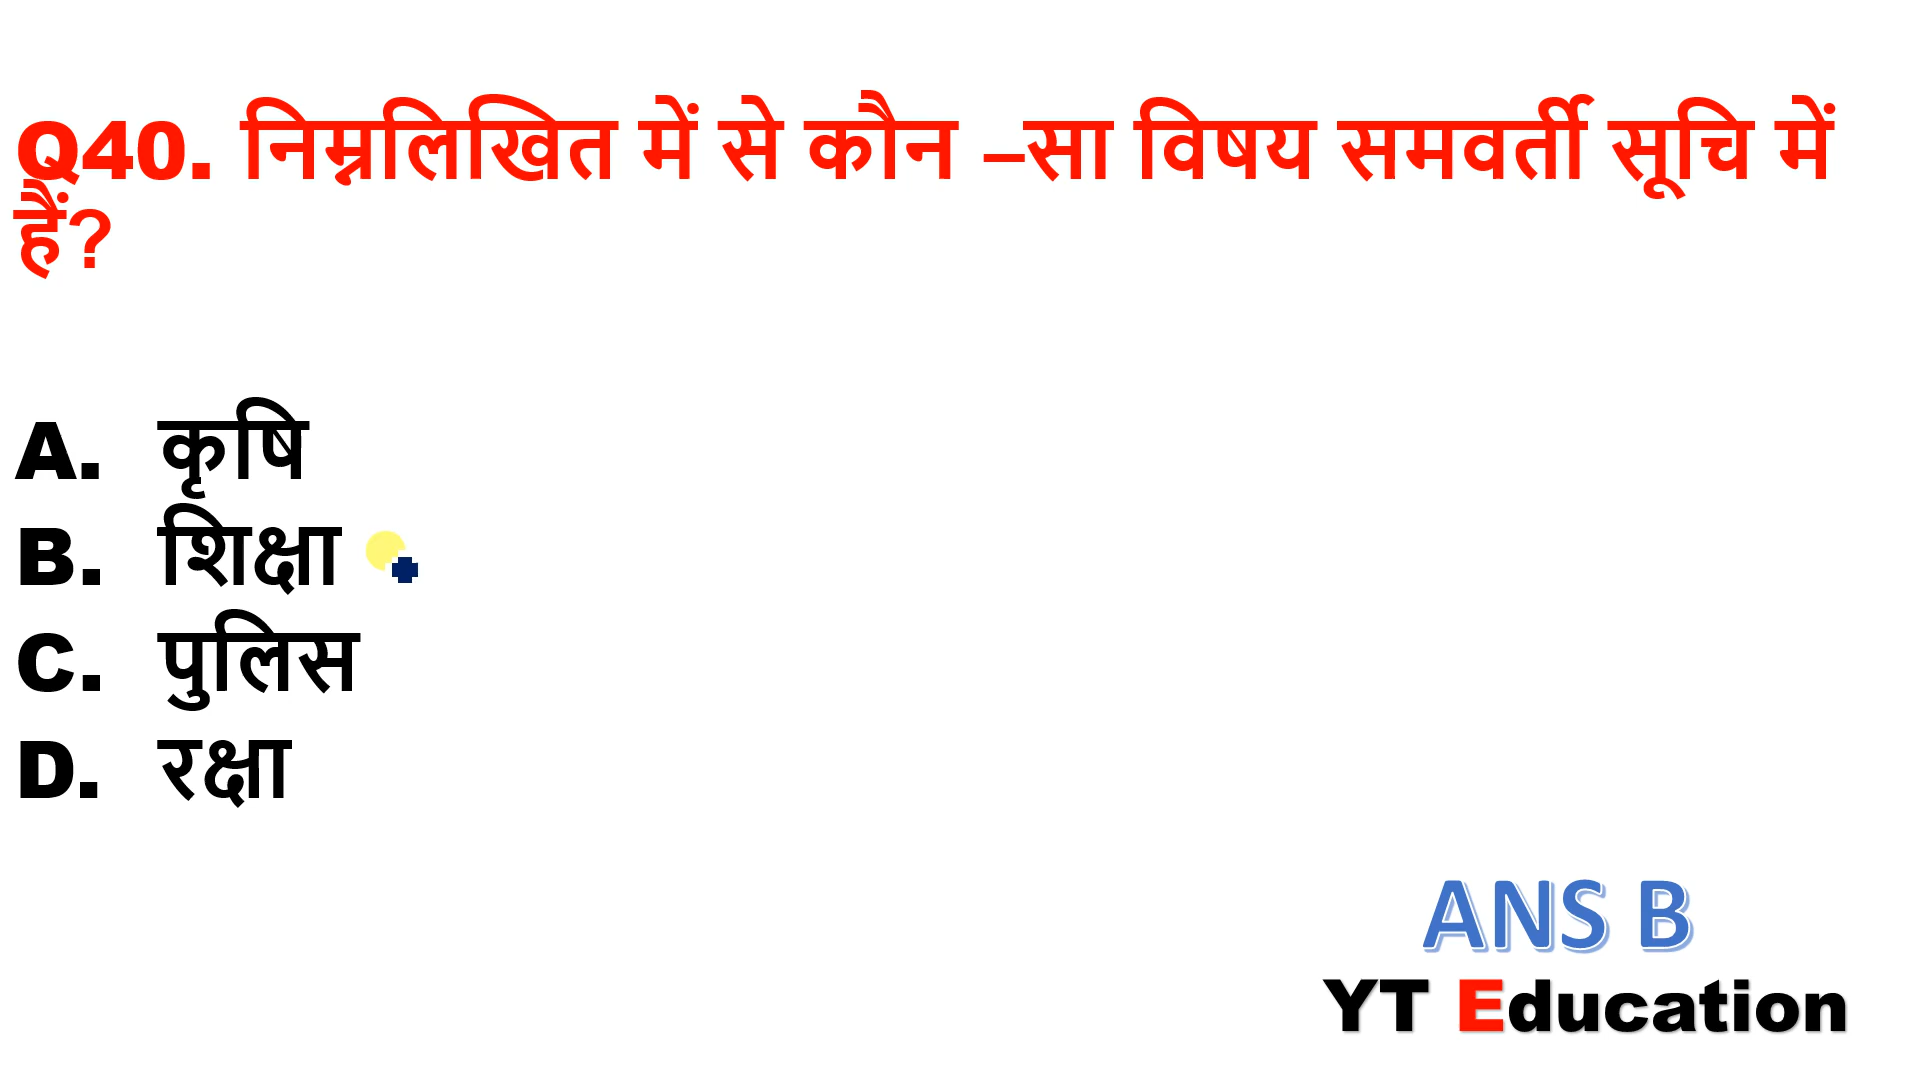 Q40. निम्नलिखित में से कौन –सा विषय समवर्ती सूचि में
हैं?
A. कृषि
B. शिक्षा
C. पुलिस
D. रक्षा
ANS B
YT Education